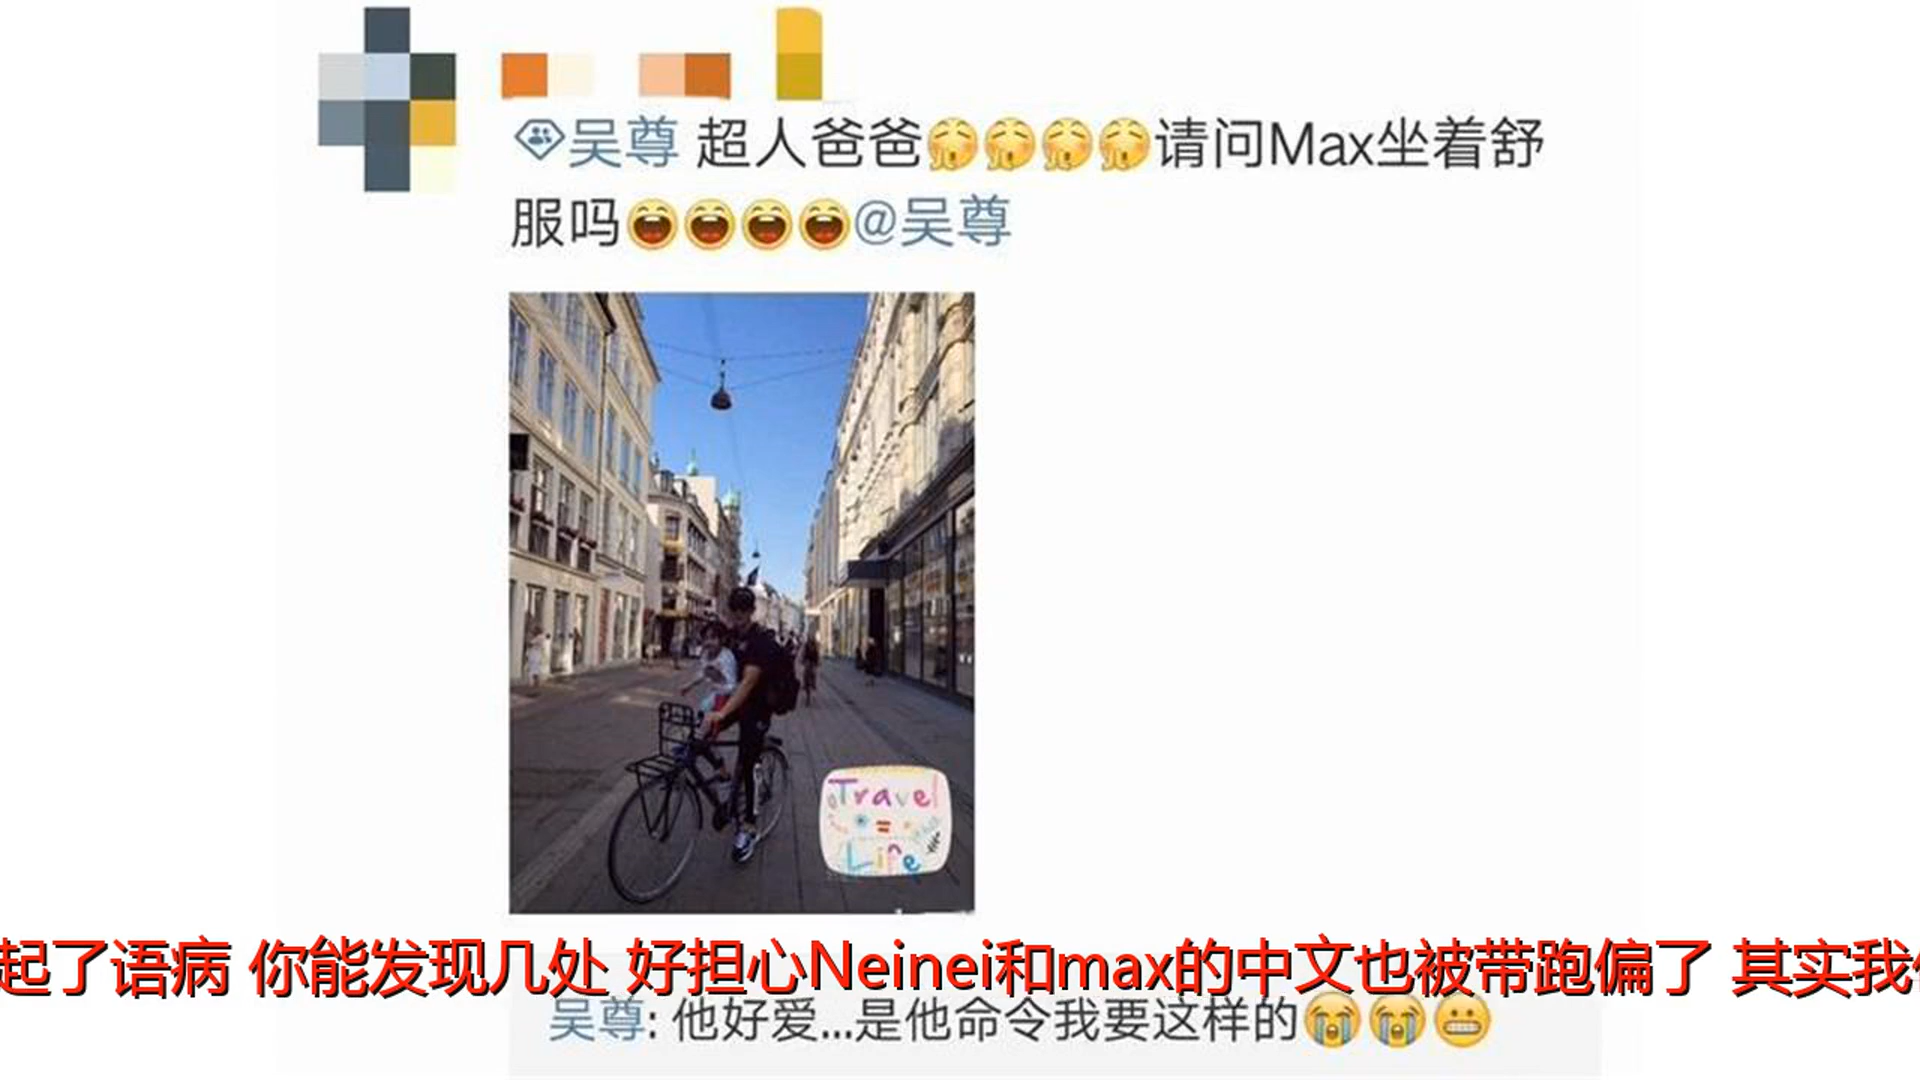 吴尊 超人爸爸请问Max坐着舒
服吗@吴尊
Travel
=
Life
起了语病 你能发现几处 好担心Neinei和max的中文也被带跑偏了 其实我
吴尊: 他好爱...是他命令我要这样的